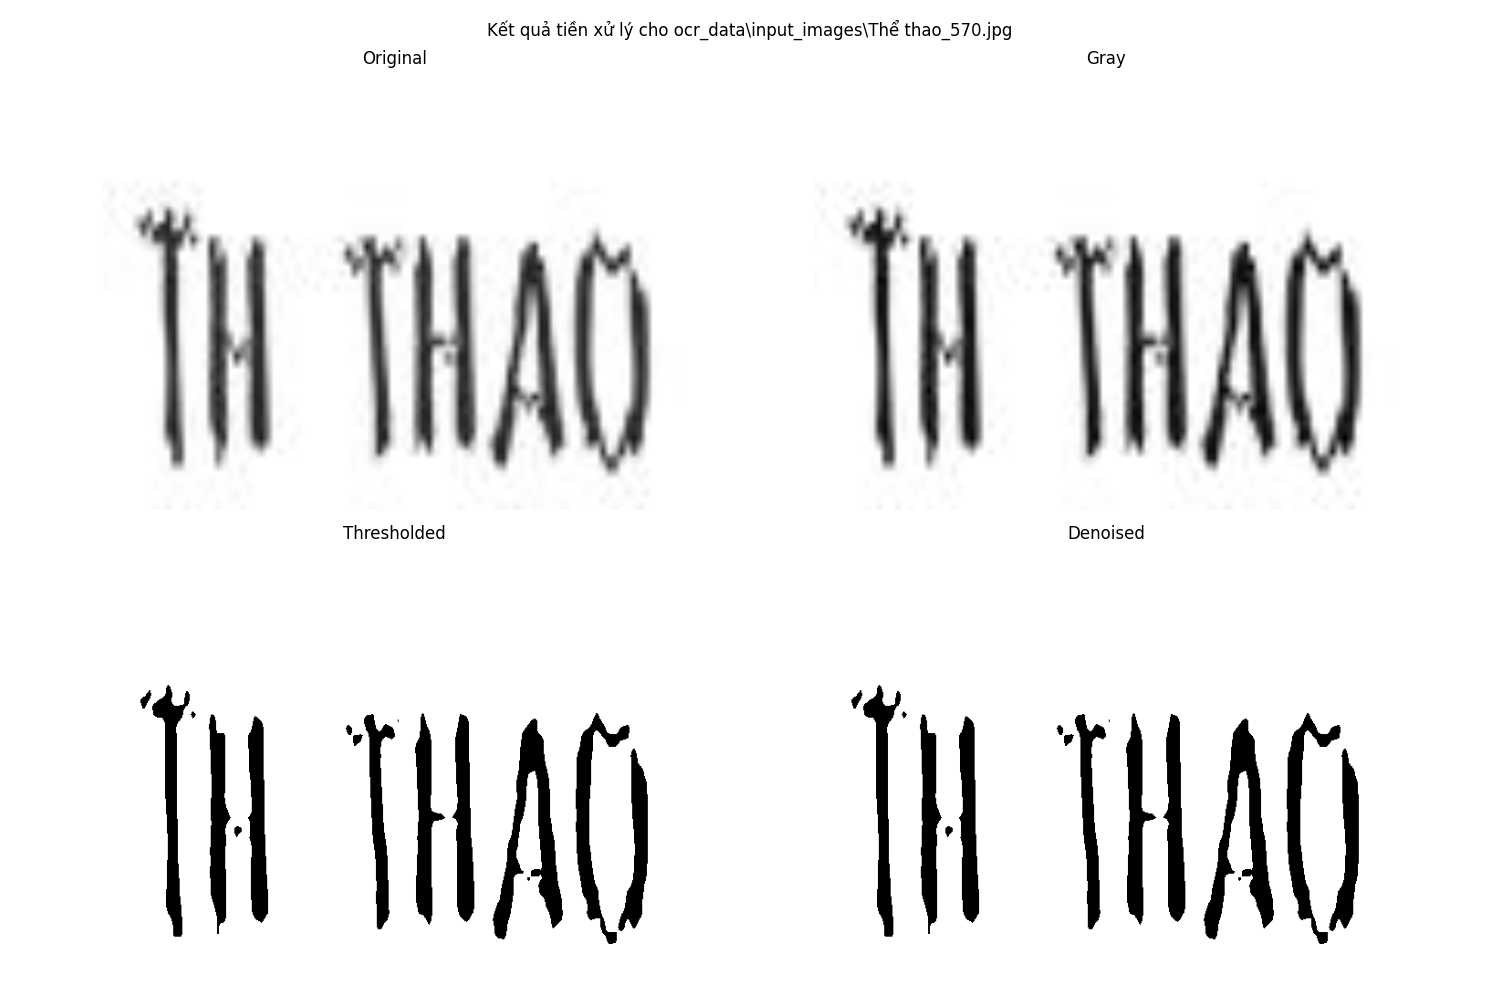 Kết quả tiền xử lý cho ocr_data\input_images\Thể thao_570.jpg
Original
Gray
TH THAO
TH THAO
Thresholded
Denoised
TH THAO
TH THAO